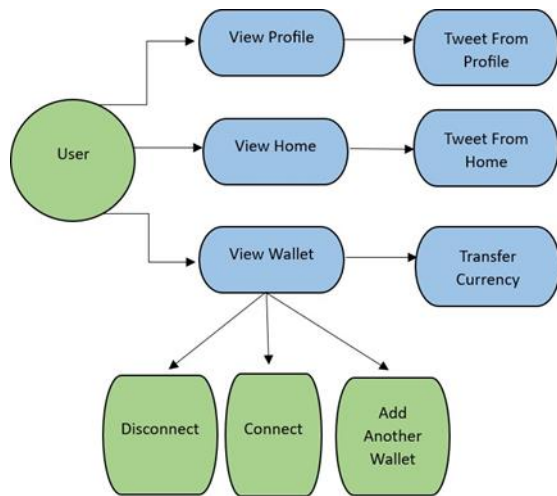 View Profile
Tweet From
Profile
User
View Home
Tweet From
Home
View Wallet
Transfer
Currency
Disconnect
Connect
Add
Another
Wallet